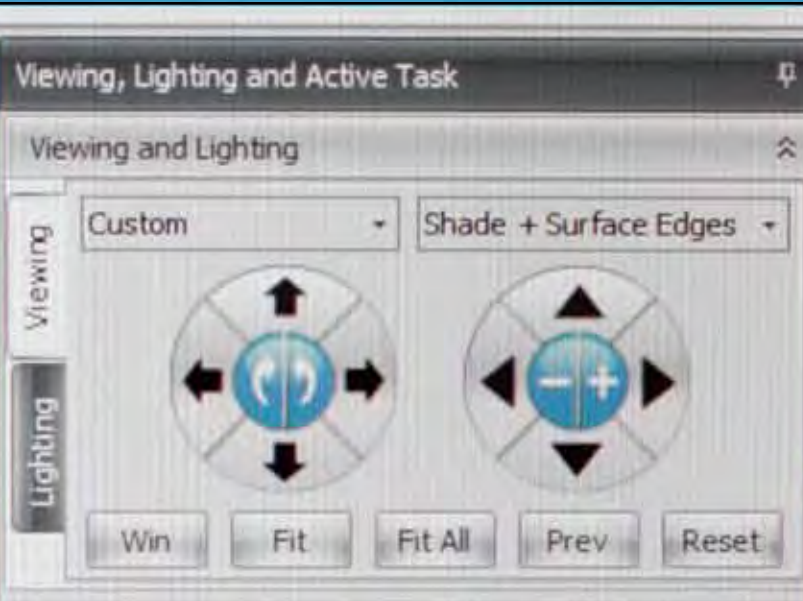 Viewing, Lighting and Active Task
Viewing and Lighting
Viewing
Lighting
Custom
Shade + Surface Edges
Win
Fit
Fit All
Prev
Reset